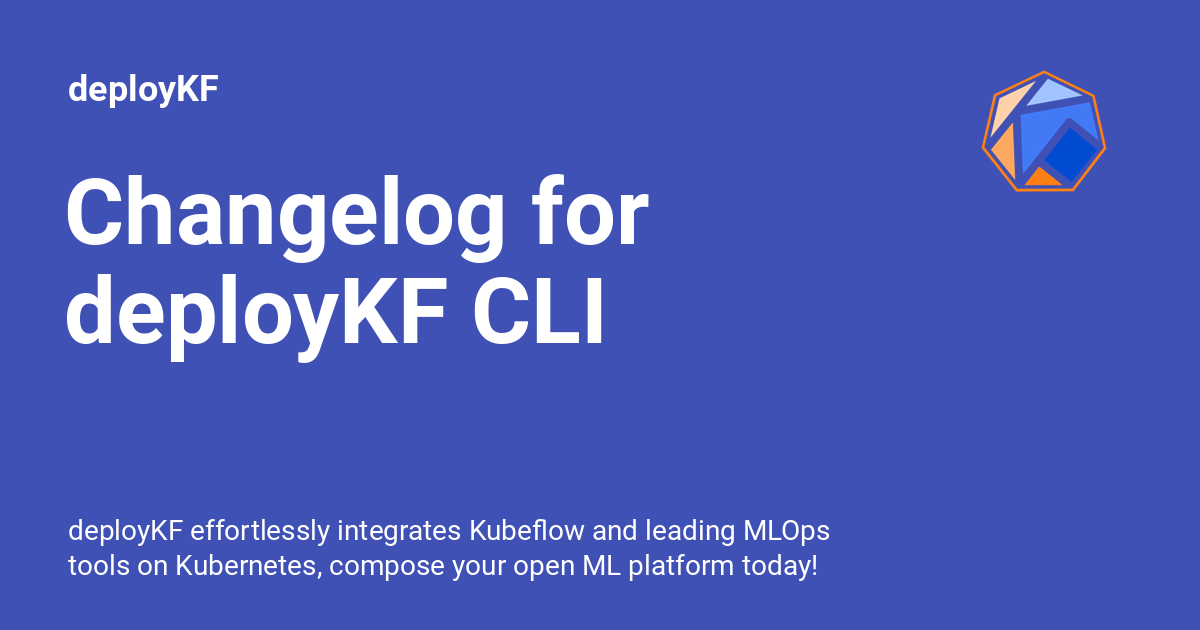 deployKF
Changelog for
deployKF CLI
deployKF effortlessly integrates Kubeflow and leading MLOps
tools on Kubernetes, compose your open ML platform today!